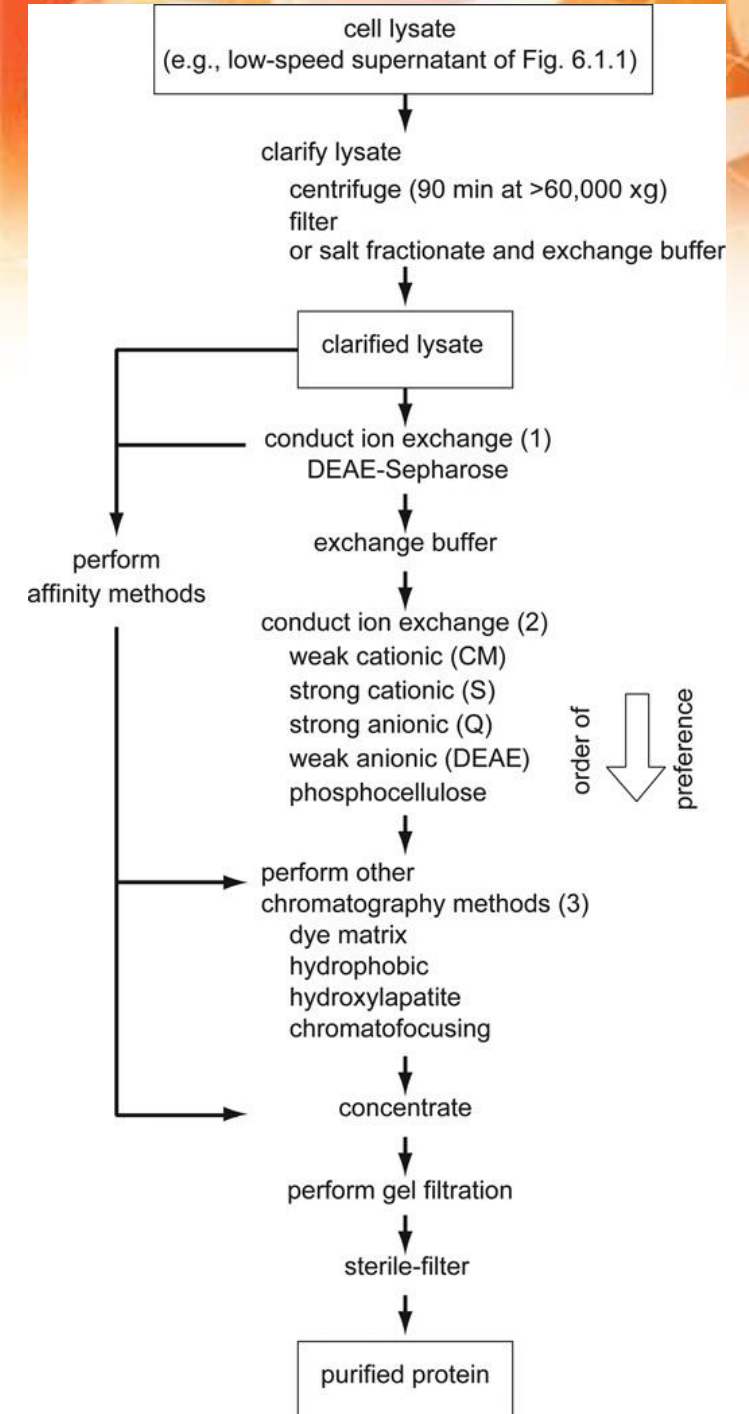 cell lysate
(e.g., low-speed supernatant of Fig. 6.1.1)
clarify lysate
centrifuge (90 min at >60,000 xg)
filter
or salt fractionate and exchange buffer
clarified lysate
conduct ion exchange (1)
DEAE-Sepharose
exchange buffer
perform
affinity methods
conduct ion exchange (2)
weak cationic (CM)
strong cationic (S)
strong anionic (Q)
weak anionic (DEAE)
phosphocellulose
order of
preference
perform other
chromatography methods (3)
dye matrix
hydrophobic
hydroxylapatite
chromatofocusing
concentrate
perform gel filtration
sterile-filter
purified protein